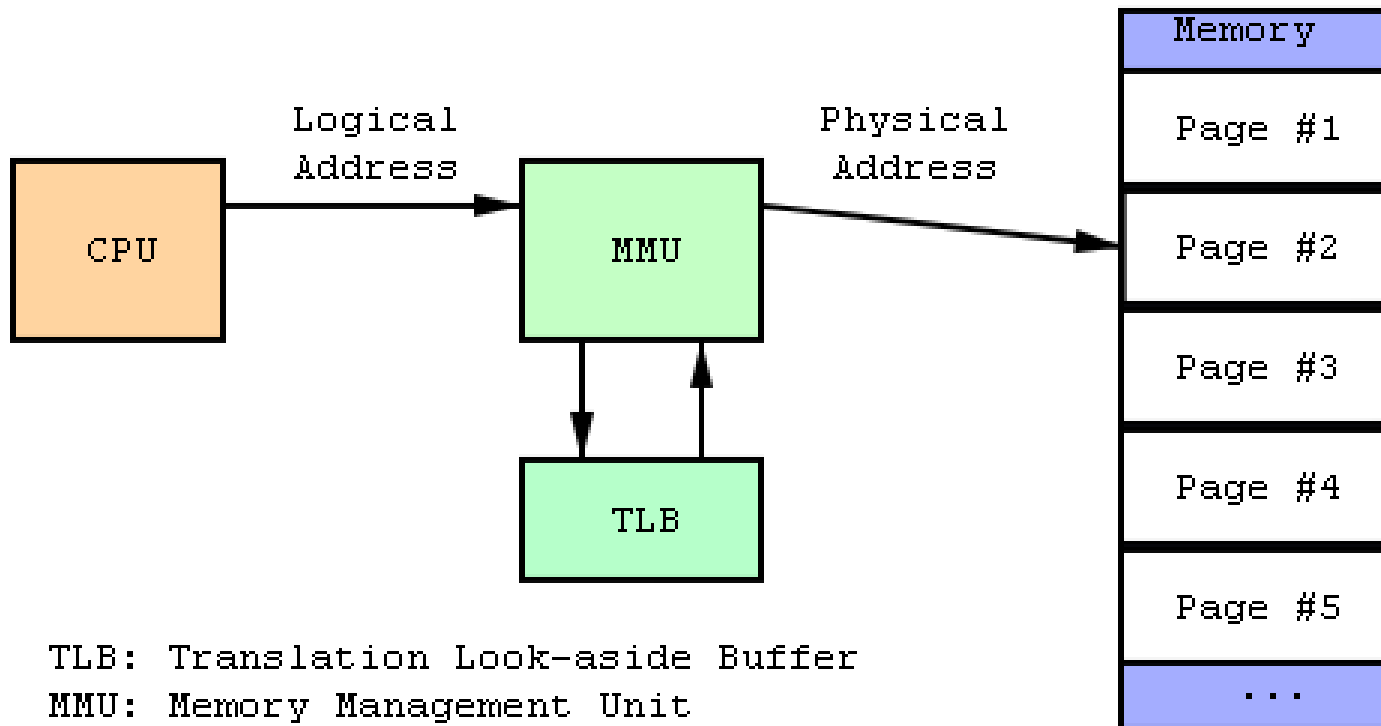 Memory
Logical
Address
Physical
Address
Page #1
CPU
MMU
Page #2
Page #3
Page #4
TLB
Page #5
TLB: Translation Look-aside Buffer
MMU: Memory Management Unit
...